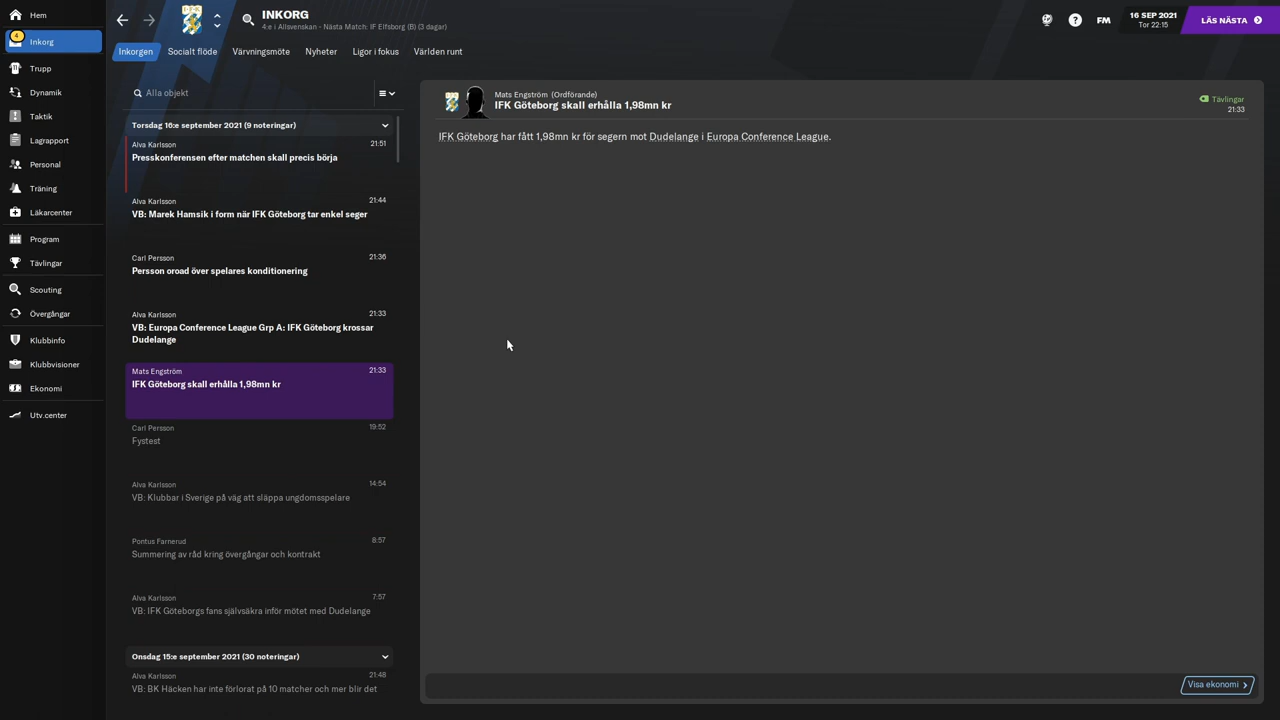 Hem
4
Inkorg
Trupp
Dynamik
Taktik
Lagrapport
Personal
Träning
Läkarcenter
Program
Tävlingar
Scouting
Övergångar
Klubbinfo
Klubbvisioner
Ekonomi
Utv.center
INKORG
4:e i Allsvenskan - Nästa Match: IF Elfsborg (B) (3 dagar)
?
FM
16 SEP 2021
Tor 22:15
LÄS NÄSTA
Inkorgen
Socialt flöde
Värvningsmöte
Nyheter
Ligor i fokus
Världen runt
Alla objekt
Torsdag 16:e september 2021 (9 noteringar)
Alva Karlsson 21:51
Presskonferensen efter matchen skall precis börja
Alva Karlsson 21:44
VB: Marek Hamsik i form när IFK Göteborg tar enkel seger
Carl Persson 21:36
Persson oroad över spelares konditionering
Alva Karlsson 21:33
VB: Europa Conference League Grp A: IFK Göteborg krossar
Dudelange
Mats Engström 21:33
IFK Göteborg skall erhålla 1,98mn kr
Carl Persson 19:52
Fystest
Alva Karlsson 14:54
VB: Klubbar i Sverige på väg att släppa ungdomsspelare
Pontus Farnerud 8:57
Summering av råd kring övergångar och kontrakt
Alva Karlsson 7:57
VB: IFK Göteborgs fans självsäkra inför mötet med Dudelange
Onsdag 15:e september 2021 (30 noteringar)
Alva Karlsson 21:48
VB: BK Häcken har inte förlorat på 10 matcher och mer blir det
Mats Engström (Ordförande)
IFK Göteborg skall erhålla 1,98mn kr
Tävlingar
21:33
IFK Göteborg har fått 1,98mn kr för segern mot Dudelange i Europa Conference League.
Visa ekonomi